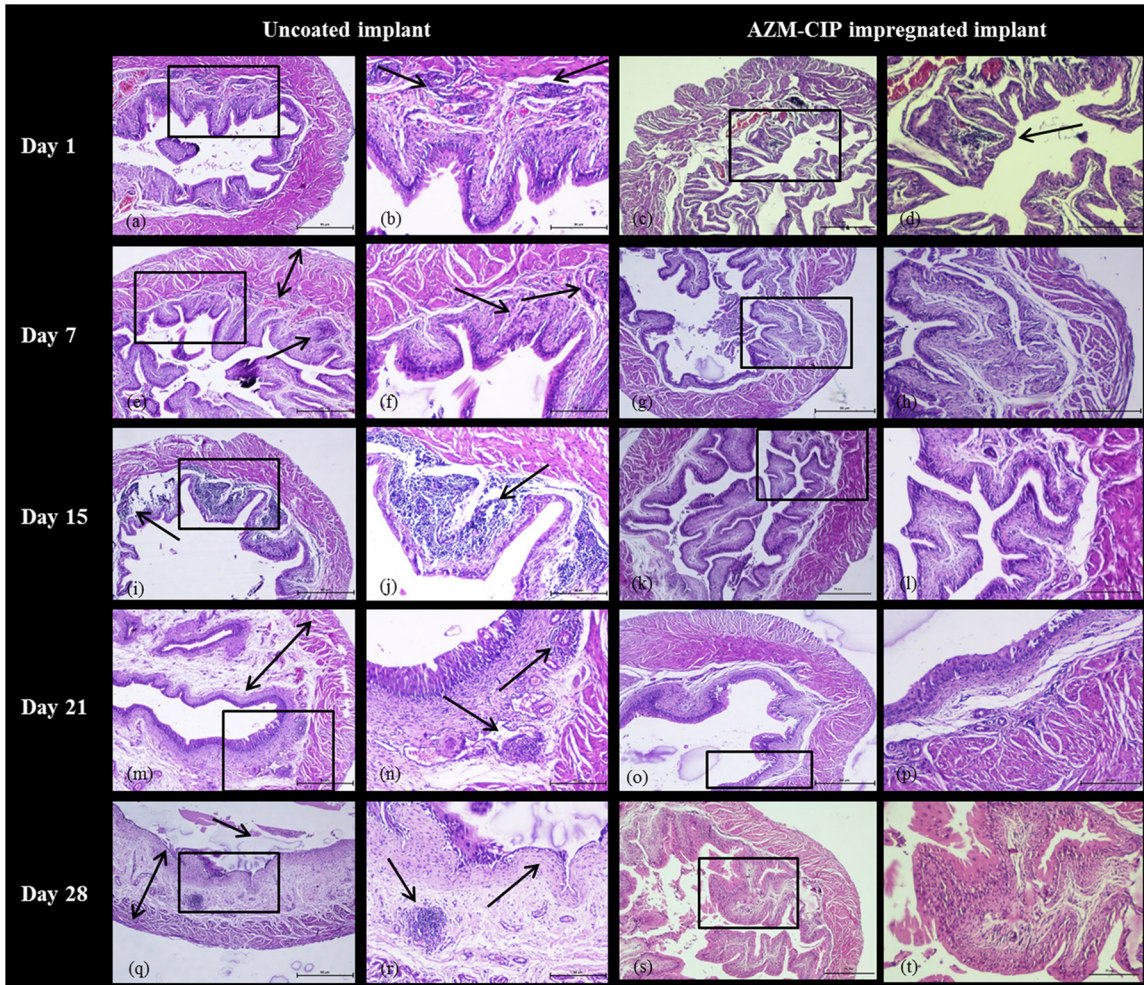 Uncoated implant AZM-CIP impregnated implant
Day 1
(a) (b) (c) (d)
Day 7
(e) (f) (g) (h)
Day 15
(i) (j) (k) (l)
Day 21
(m) (n) (o) (p)
Day 28
(q) (r) (s) (t)